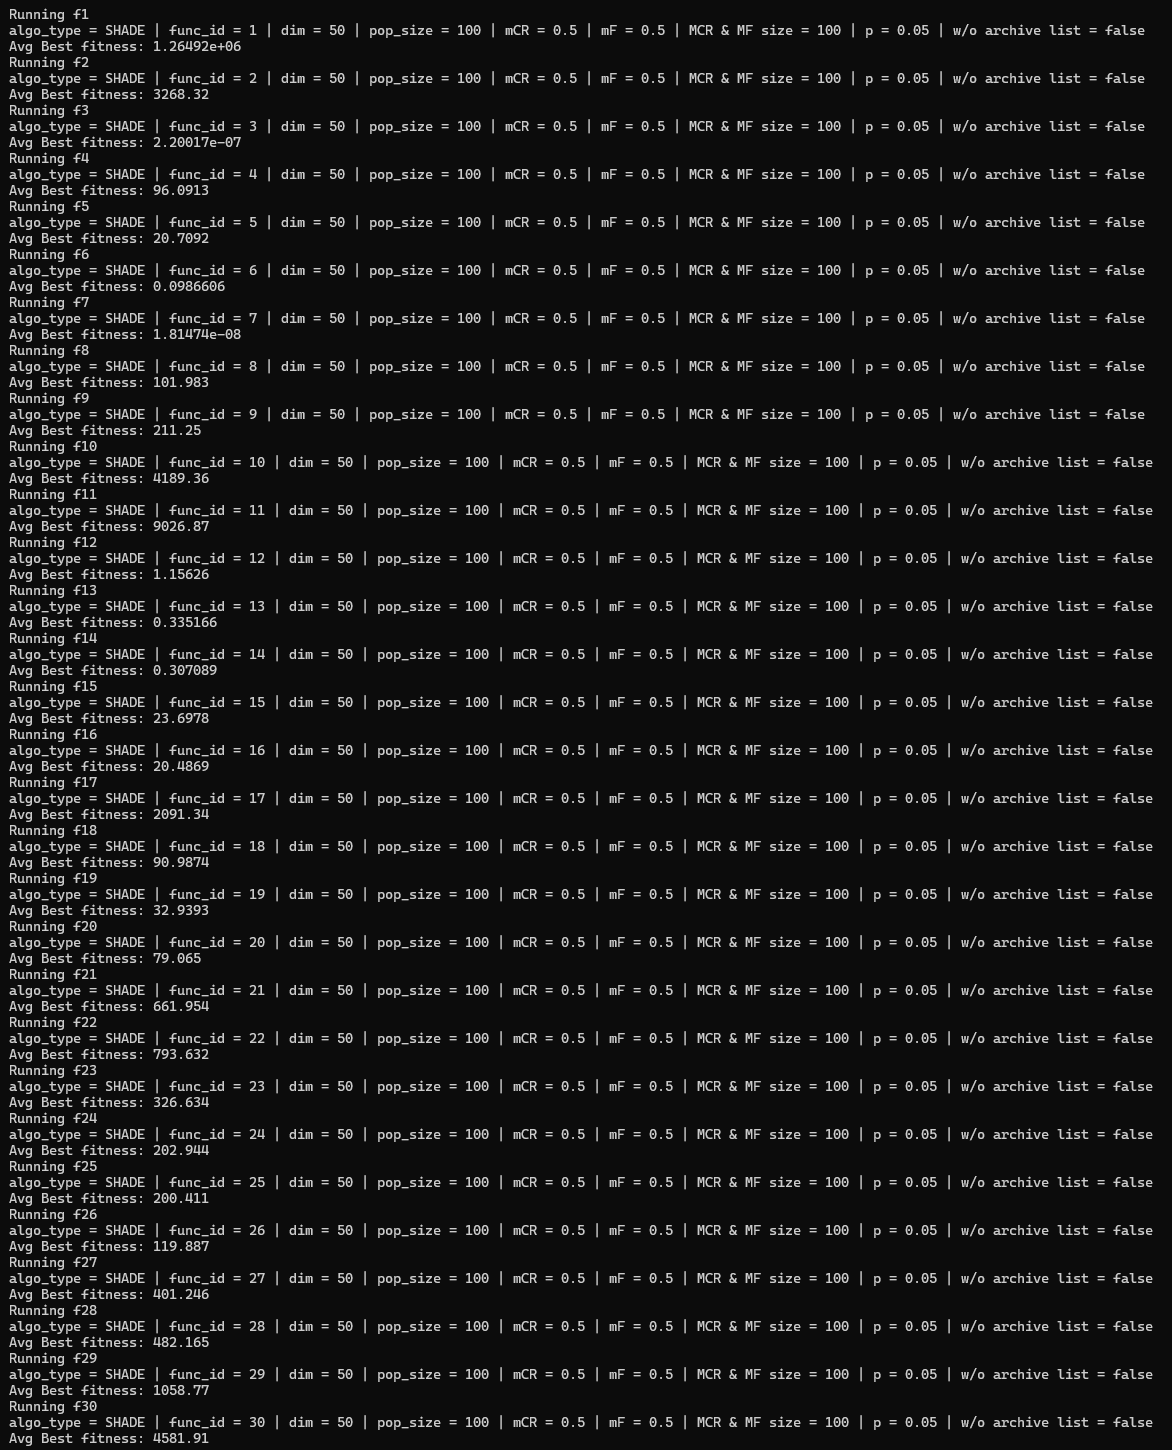 Running f1
algo_type = SHADE | func_id = 1 | dim = 50 | pop_size = 100 | mCR = 0.5 | mF = 0.5 | MCR & MF size = 100 | p = 0.05 | w/o archive list = false
Avg Best fitness: 1.26492e+06
Running f2
algo_type = SHADE | func_id = 2 | dim = 50 | pop_size = 100 | mCR = 0.5 | mF = 0.5 | MCR & MF size = 100 | p = 0.05 | w/o archive list = false
Avg Best fitness: 3268.32
Running f3
algo_type = SHADE | func_id = 3 | dim = 50 | pop_size = 100 | mCR = 0.5 | mF = 0.5 | MCR & MF size = 100 | p = 0.05 | w/o archive list = false
Avg Best fitness: 2.20017e-07
Running f4
algo_type = SHADE | func_id = 4 | dim = 50 | pop_size = 100 | mCR = 0.5 | mF = 0.5 | MCR & MF size = 100 | p = 0.05 | w/o archive list = false
Avg Best fitness: 96.0913
Running f5
algo_type = SHADE | func_id = 5 | dim = 50 | pop_size = 100 | mCR = 0.5 | mF = 0.5 | MCR & MF size = 100 | p = 0.05 | w/o archive list = false
Avg Best fitness: 20.7092
Running f6
algo_type = SHADE | func_id = 6 | dim = 50 | pop_size = 100 | mCR = 0.5 | mF = 0.5 | MCR & MF size = 100 | p = 0.05 | w/o archive list = false
Avg Best fitness: 0.0986606
Running f7
algo_type = SHADE | func_id = 7 | dim = 50 | pop_size = 100 | mCR = 0.5 | mF = 0.5 | MCR & MF size = 100 | p = 0.05 | w/o archive list = false
Avg Best fitness: 1.81474e-08
Running f8
algo_type = SHADE | func_id = 8 | dim = 50 | pop_size = 100 | mCR = 0.5 | mF = 0.5 | MCR & MF size = 100 | p = 0.05 | w/o archive list = false
Avg Best fitness: 101.983
Running f9
algo_type = SHADE | func_id = 9 | dim = 50 | pop_size = 100 | mCR = 0.5 | mF = 0.5 | MCR & MF size = 100 | p = 0.05 | w/o archive list = false
Avg Best fitness: 211.25
Running f10
algo_type = SHADE | func_id = 10 | dim = 50 | pop_size = 100 | mCR = 0.5 | mF = 0.5 | MCR & MF size = 100 | p = 0.05 | w/o archive list = false
Avg Best fitness: 4189.36
Running f11
algo_type = SHADE | func_id = 11 | dim = 50 | pop_size = 100 | mCR = 0.5 | mF = 0.5 | MCR & MF size = 100 | p = 0.05 | w/o archive list = false
Avg Best fitness: 9026.87
Running f12
algo_type = SHADE | func_id = 12 | dim = 50 | pop_size = 100 | mCR = 0.5 | mF = 0.5 | MCR & MF size = 100 | p = 0.05 | w/o archive list = false
Avg Best fitness: 1.15626
Running f13
algo_type = SHADE | func_id = 13 | dim = 50 | pop_size = 100 | mCR = 0.5 | mF = 0.5 | MCR & MF size = 100 | p = 0.05 | w/o archive list = false
Avg Best fitness: 0.335166
Running f14
algo_type = SHADE | func_id = 14 | dim = 50 | pop_size = 100 | mCR = 0.5 | mF = 0.5 | MCR & MF size = 100 | p = 0.05 | w/o archive list = false
Avg Best fitness: 0.307089
Running f15
algo_type = SHADE | func_id = 15 | dim = 50 | pop_size = 100 | mCR = 0.5 | mF = 0.5 | MCR & MF size = 100 | p = 0.05 | w/o archive list = false
Avg Best fitness: 23.6978
Running f16
algo_type = SHADE | func_id = 16 | dim = 50 | pop_size = 100 | mCR = 0.5 | mF = 0.5 | MCR & MF size = 100 | p = 0.05 | w/o archive list = false
Avg Best fitness: 20.4869
Running f17
algo_type = SHADE | func_id = 17 | dim = 50 | pop_size = 100 | mCR = 0.5 | mF = 0.5 | MCR & MF size = 100 | p = 0.05 | w/o archive list = false
Avg Best fitness: 2091.34
Running f18
algo_type = SHADE | func_id = 18 | dim = 50 | pop_size = 100 | mCR = 0.5 | mF = 0.5 | MCR & MF size = 100 | p = 0.05 | w/o archive list = false
Avg Best fitness: 90.9874
Running f19
algo_type = SHADE | func_id = 19 | dim = 50 | pop_size = 100 | mCR = 0.5 | mF = 0.5 | MCR & MF size = 100 | p = 0.05 | w/o archive list = false
Avg Best fitness: 32.9393
Running f20
algo_type = SHADE | func_id = 20 | dim = 50 | pop_size = 100 | mCR = 0.5 | mF = 0.5 | MCR & MF size = 100 | p = 0.05 | w/o archive list = false
Avg Best fitness: 79.065
Running f21
algo_type = SHADE | func_id = 21 | dim = 50 | pop_size = 100 | mCR = 0.5 | mF = 0.5 | MCR & MF size = 100 | p = 0.05 | w/o archive list = false
Avg Best fitness: 661.954
Running f22
algo_type = SHADE | func_id = 22 | dim = 50 | pop_size = 100 | mCR = 0.5 | mF = 0.5 | MCR & MF size = 100 | p = 0.05 | w/o archive list = false
Avg Best fitness: 793.632
Running f23
algo_type = SHADE | func_id = 23 | dim = 50 | pop_size = 100 | mCR = 0.5 | mF = 0.5 | MCR & MF size = 100 | p = 0.05 | w/o archive list = false
Avg Best fitness: 326.634
Running f24
algo_type = SHADE | func_id = 24 | dim = 50 | pop_size = 100 | mCR = 0.5 | mF = 0.5 | MCR & MF size = 100 | p = 0.05 | w/o archive list = false
Avg Best fitness: 202.944
Running f25
algo_type = SHADE | func_id = 25 | dim = 50 | pop_size = 100 | mCR = 0.5 | mF = 0.5 | MCR & MF size = 100 | p = 0.05 | w/o archive list = false
Avg Best fitness: 200.411
Running f26
algo_type = SHADE | func_id = 26 | dim = 50 | pop_size = 100 | mCR = 0.5 | mF = 0.5 | MCR & MF size = 100 | p = 0.05 | w/o archive list = false
Avg Best fitness: 119.887
Running f27
algo_type = SHADE | func_id = 27 | dim = 50 | pop_size = 100 | mCR = 0.5 | mF = 0.5 | MCR & MF size = 100 | p = 0.05 | w/o archive list = false
Avg Best fitness: 401.246
Running f28
algo_type = SHADE | func_id = 28 | dim = 50 | pop_size = 100 | mCR = 0.5 | mF = 0.5 | MCR & MF size = 100 | p = 0.05 | w/o archive list = false
Avg Best fitness: 482.165
Running f29
algo_type = SHADE | func_id = 29 | dim = 50 | pop_size = 100 | mCR = 0.5 | mF = 0.5 | MCR & MF size = 100 | p = 0.05 | w/o archive list = false
Avg Best fitness: 1058.77
Running f30
algo_type = SHADE | func_id = 30 | dim = 50 | pop_size = 100 | mCR = 0.5 | mF = 0.5 | MCR & MF size = 100 | p = 0.05 | w/o archive list = false
Avg Best fitness: 4581.91